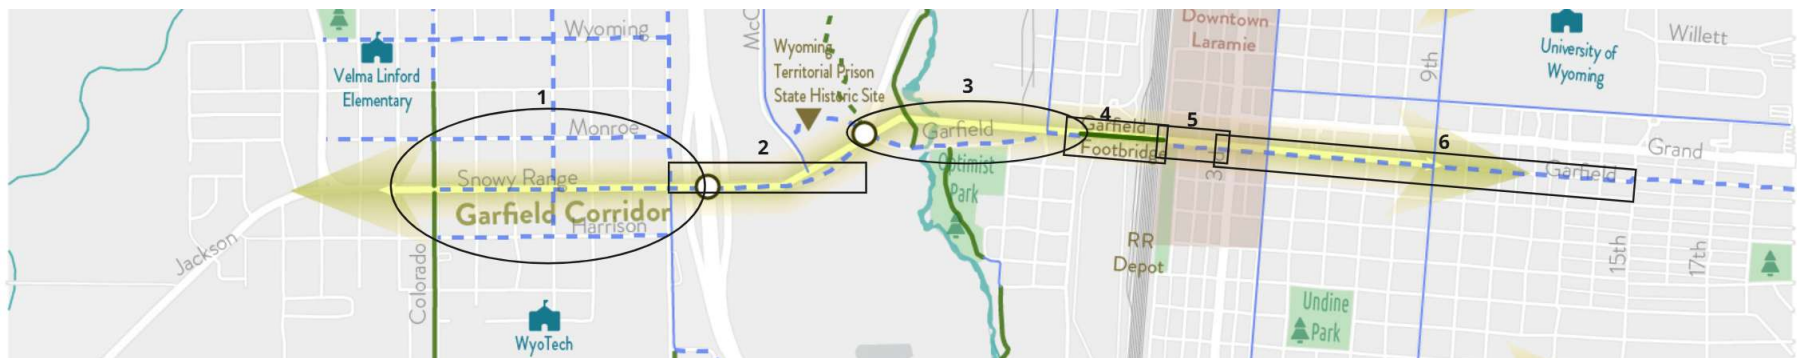 Wyoming
McC
Wyoming
Territorial Prison
State Historic Site
Downtown
Laramie
9th
University of
Wyoming
Willett
Velma Linford
Elementary
1
Monroe
2
3
Garfield
4
Garfield
Footbridge
5
3rd
6
Grand
Garfield
Optimist
Park
Snowy Range
Garfield Corridor
Harrison
Jackson
Colorado
RR
Depot
15th
17th
Undine
Park
WyoTech